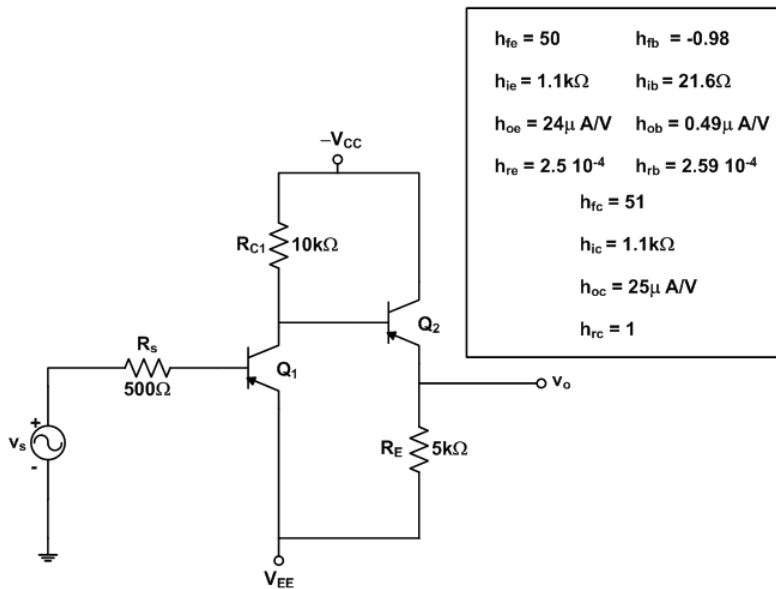 h_fe = 50 h_fb = -0.98
h_ie = 1.1kΩ h_ib = 21.6Ω
h_oe = 24μ A/V h_ob = 0.49μ A/V
h_re = 2.5 10^-4 h_rb = 2.59 10^-4
h_fc = 51
h_ic = 1.1kΩ
h_oc = 25μ A/V
h_rc = 1
–V_CC
R_C1 10kΩ
Q_2
R_s
500Ω
Q_1
v_o
v_s
+
-
R_E 5kΩ
V_EE